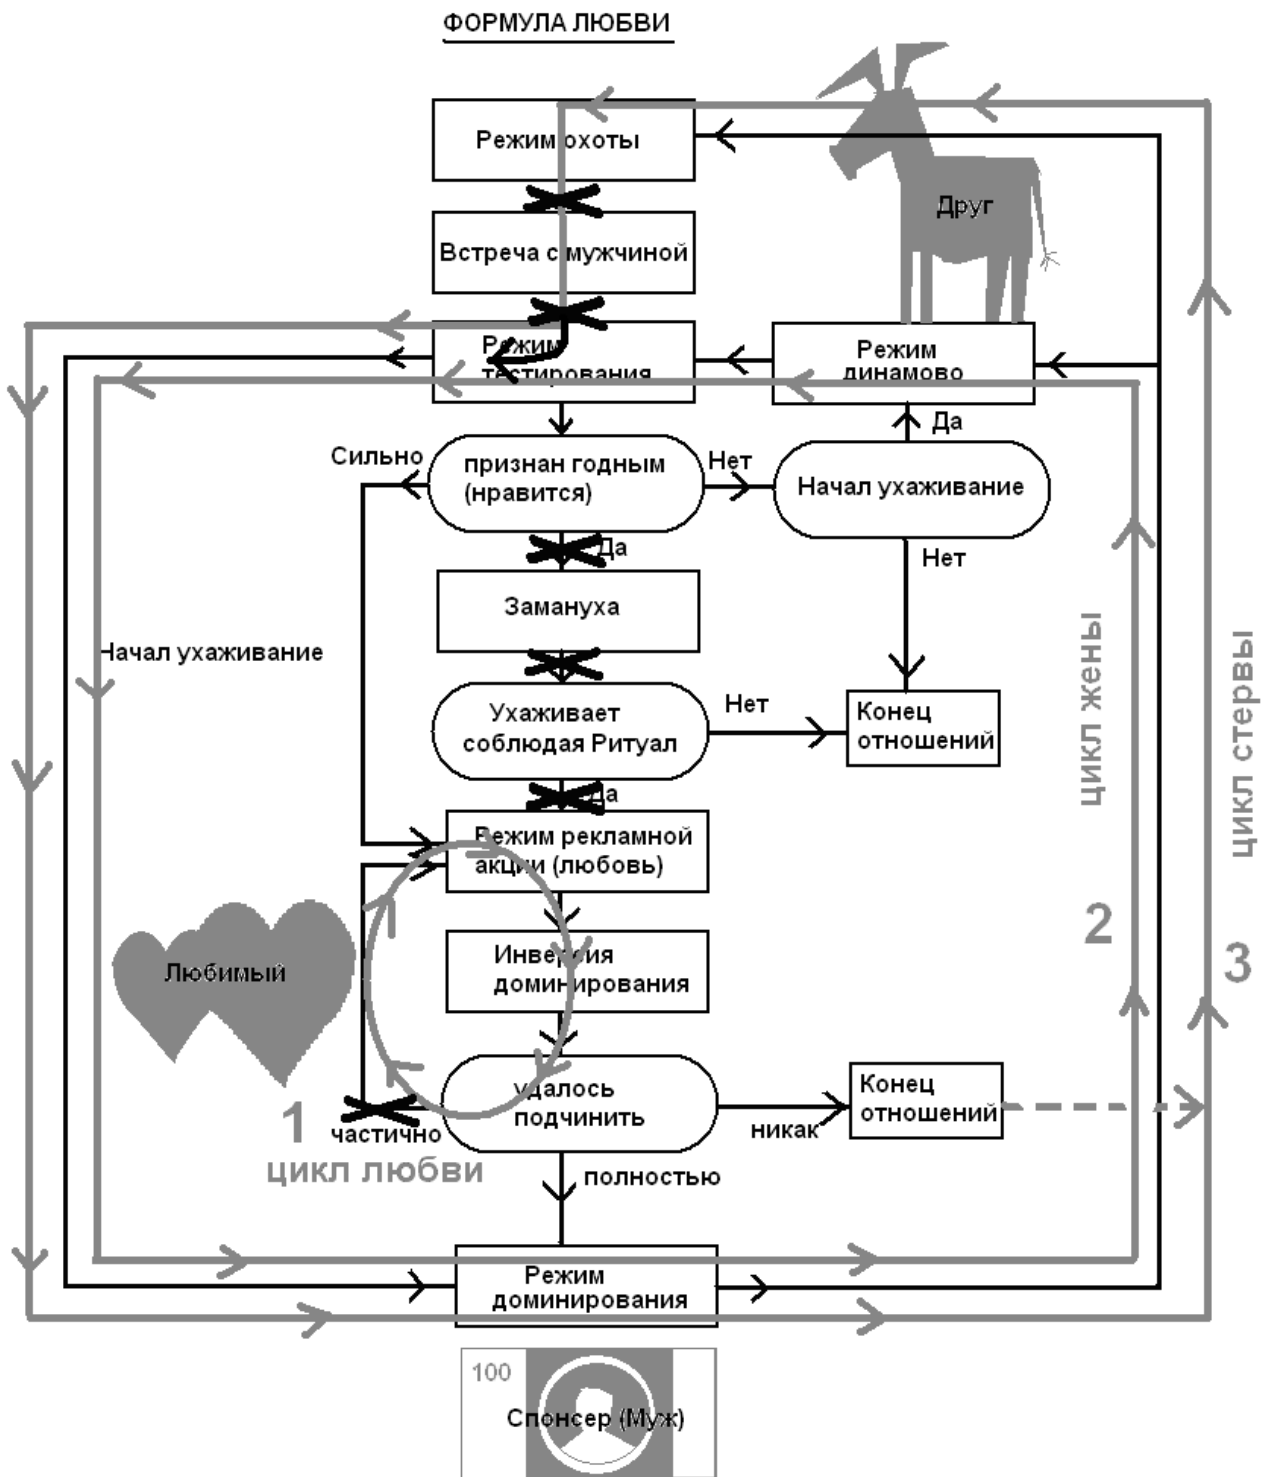 ФОРМУЛА ЛЮБВИ
Режим охоты
Друг
Встреча с мужчиной
Режим
тестирования
Режим
динамово
Да
Сильно
признан годным
(нравится)
Нет
Начал ухаживание
Да
Нет
Замануха
Начал ухаживание
цикл жены
цикл стервы
Ухаживает
соблюдая Ритуал
Нет
Конец
отношений
Да
Режим рекламной
акции (любовь)
2
3
Любимый
Инверсия
доминирования
1
частично
цикл любви
удалось
подчинить
никак
Конец
отношений
полностью
Режим
доминирования
100
Спонсер (Муж)